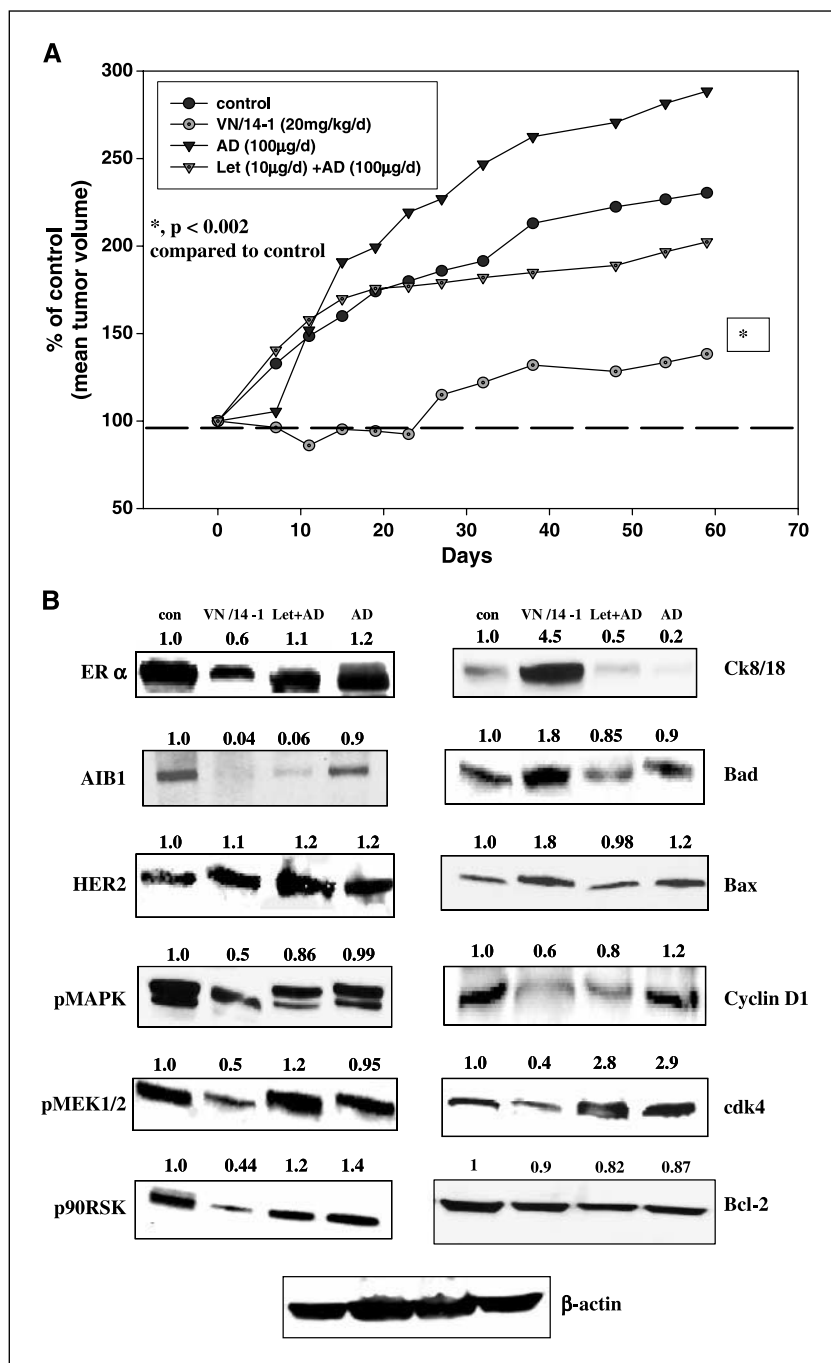 A
300
250
200
150
100
50
% of control
(mean tumor volume)
control
VN/14-1 (20mg/kg/d)
AD (100µg/d)
Let (10µg/d) +AD (100µg/d)
*, p < 0.002
compared to control
*
0 10 20 30 40 50 60 70
Days
B
con VN/14-1 Let+AD AD
1.0 0.6 1.1 1.2
ER α
1.0 0.04 0.06 0.9
AIB1
1.0 1.1 1.2 1.2
HER2
1.0 0.5 0.86 0.99
pMAPK
1.0 0.5 1.2 0.95
pMEK1/2
1.0 0.44 1.2 1.4
p90RSK
con VN/14-1 Let+AD AD
1.0 4.5 0.5 0.2
Ck8/18
1.0 1.8 0.85 0.9
Bad
1.0 1.8 0.98 1.2
Bax
1.0 0.6 0.8 1.2
Cyclin D1
1.0 0.4 2.8 2.9
cdk4
1 0.9 0.82 0.87
Bcl-2
β-actin